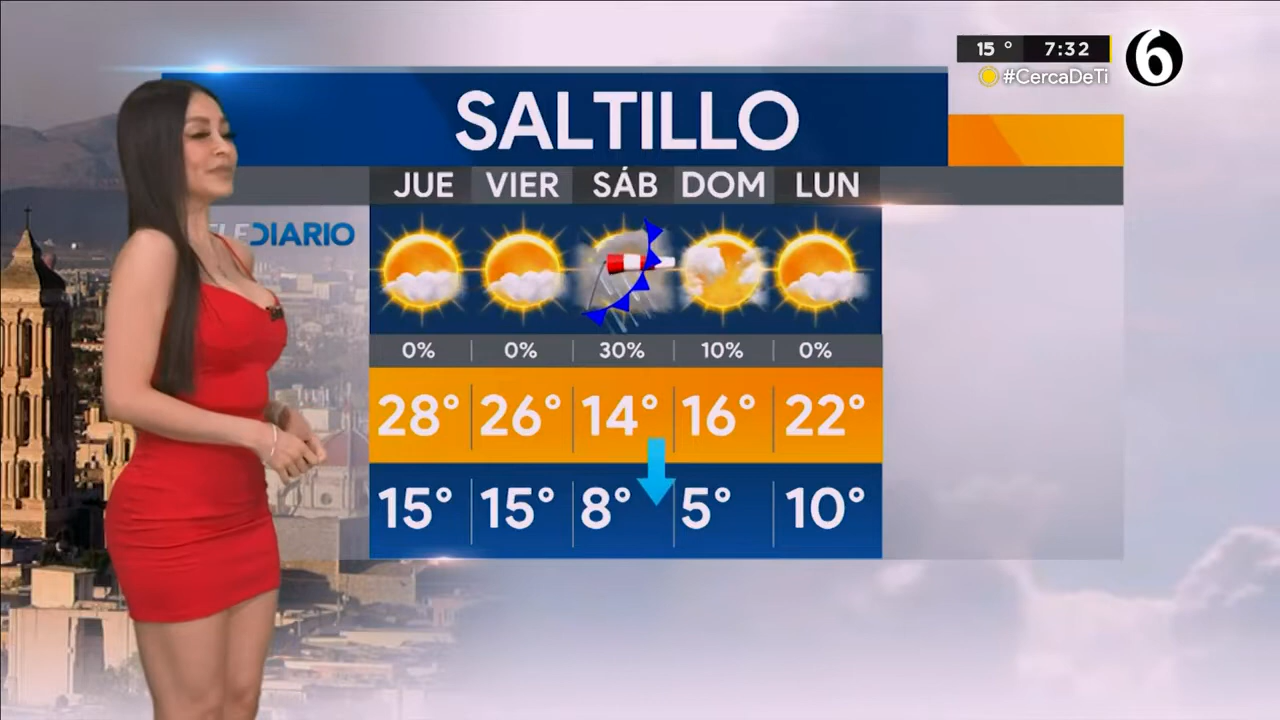 15° 7:32
#CercaDeTi
6
SALTILLO
JUE VIER SÁB DOM LUN
TELEDIARIO
0% 0% 30% 10% 0%
28° 26° 14° 16° 22°
15° 15° 8° 5° 10°